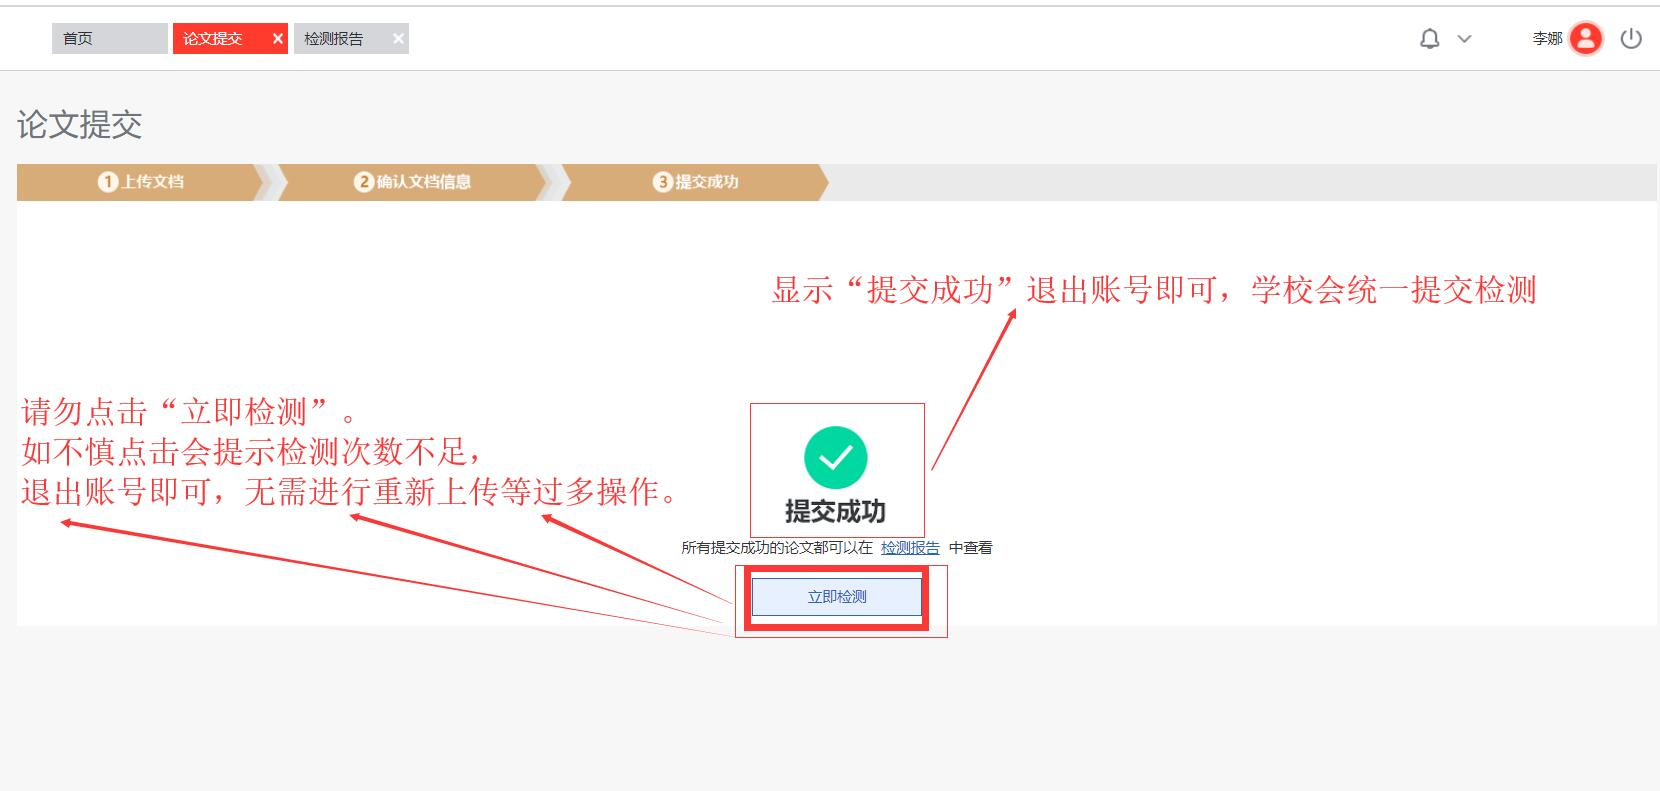 首页
论文提交
检测报告
李娜
论文提交
1 上传文档
2 确认文档信息
3 提交成功
显示“提交成功”退出账号即可，学校会统一提交检测
请勿点击“立即检测”。
如不慎点击会提示检测次数不足，
退出账号即可，无需进行重新上传等过多操作。
提交成功
所有提交成功的论文都可以在 检测报告 中查看
立即检测